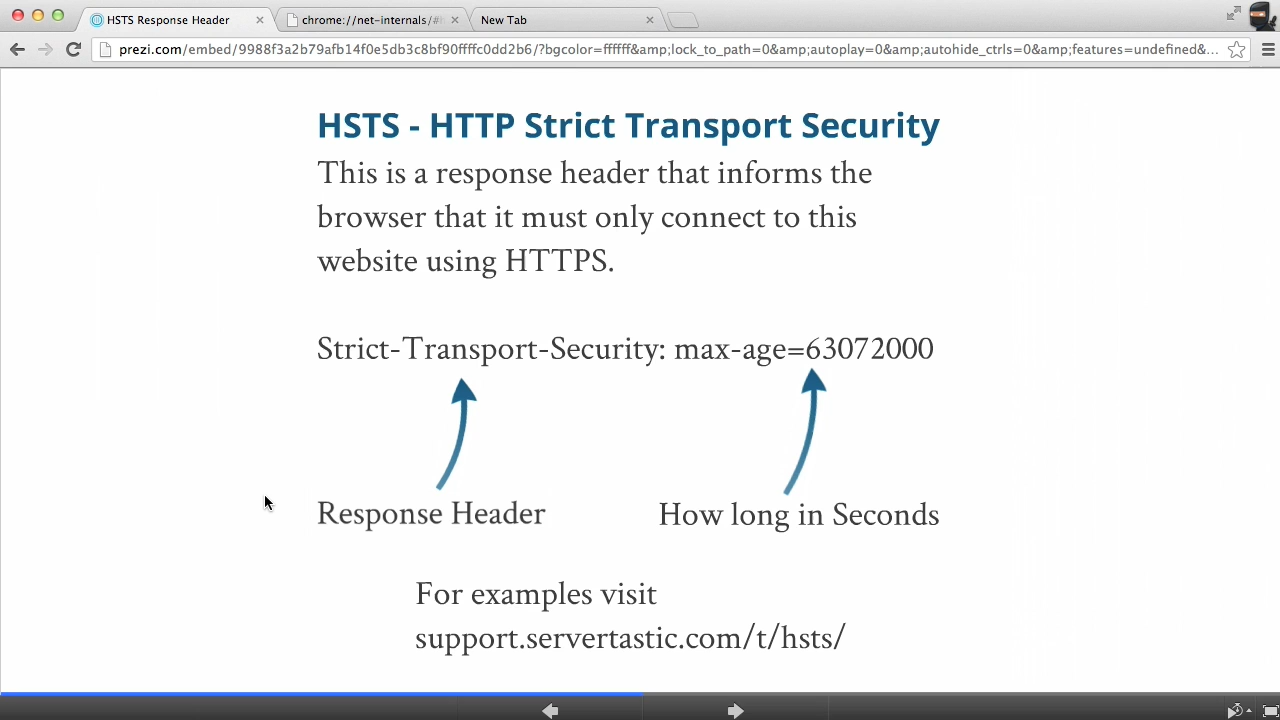 HSTS Response Header
chrome://net-internals/#h
New Tab
prezi.com/embed/9988f3a2b79afb14f0e5db3c8bf90ffffc0dd2b6/?bgcolor=ffffff&amp;lock_to_path=0&amp;autoplay=0&amp;autohide_ctrls=0&amp;features=undefined&...
HSTS - HTTP Strict Transport Security
This is a response header that informs the
browser that it must only connect to this
website using HTTPS.
Strict-Transport-Security: max-age=63072000
Response Header
How long in Seconds
For examples visit
support.servertastic.com/t/hsts/